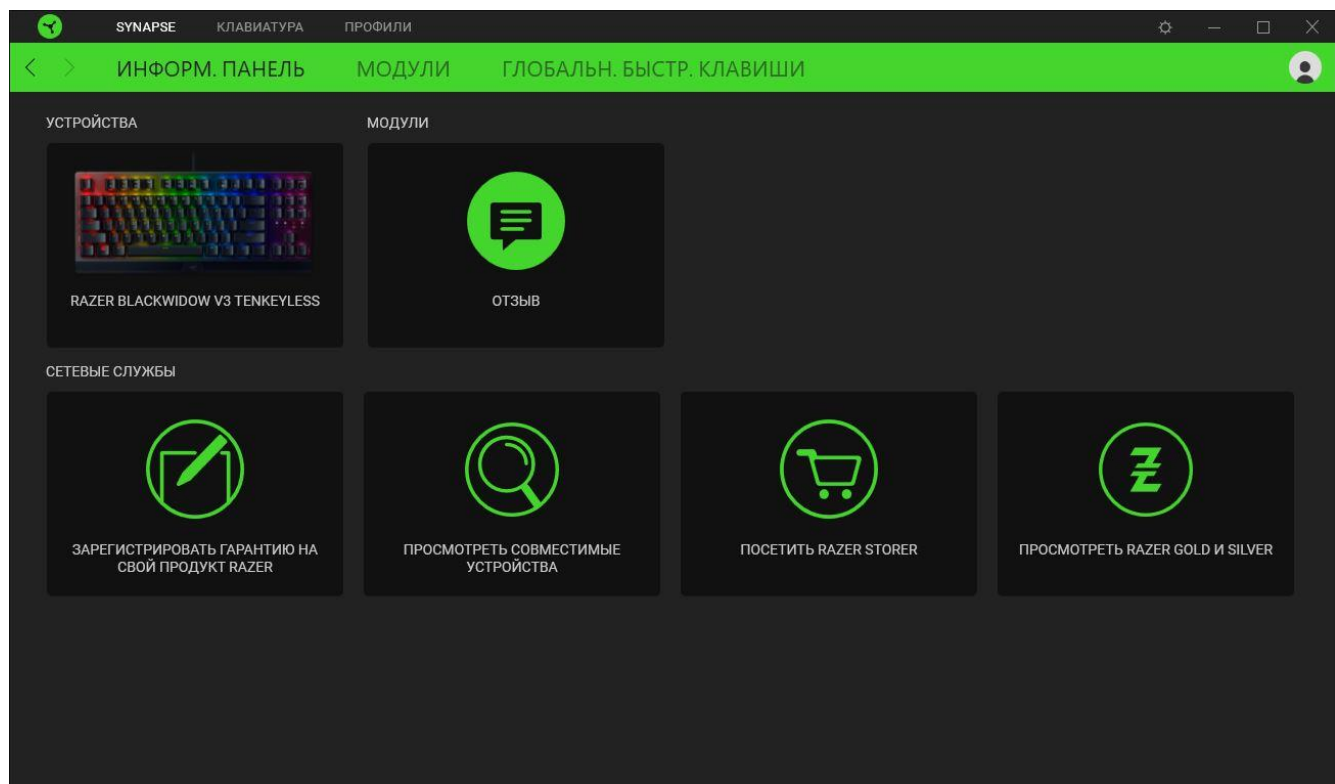 SYNAPSE КЛАВИАТУРА ПРОФИЛИ
ИНФОРМ. ПАНЕЛЬ МОДУЛИ ГЛОБАЛЬН. БЫСТР. КЛАВИШИ
УСТРОЙСТВА МОДУЛИ
RAZER BLACKWIDOW V3 TENKEYLESS ОТЗЫВ
СЕТЕВЫЕ СЛУЖБЫ
ЗАРЕГИСТРИРОВАТЬ ГАРАНТИЮ НА
СВОЙ ПРОДУКТ RAZER
ПРОСМОТРЕТЬ СОВМЕСТИМЫЕ
УСТРОЙСТВА
ПОСЕТИТЬ RAZER STORER
ПРОСМОТРЕТЬ RAZER GOLD И SILVER